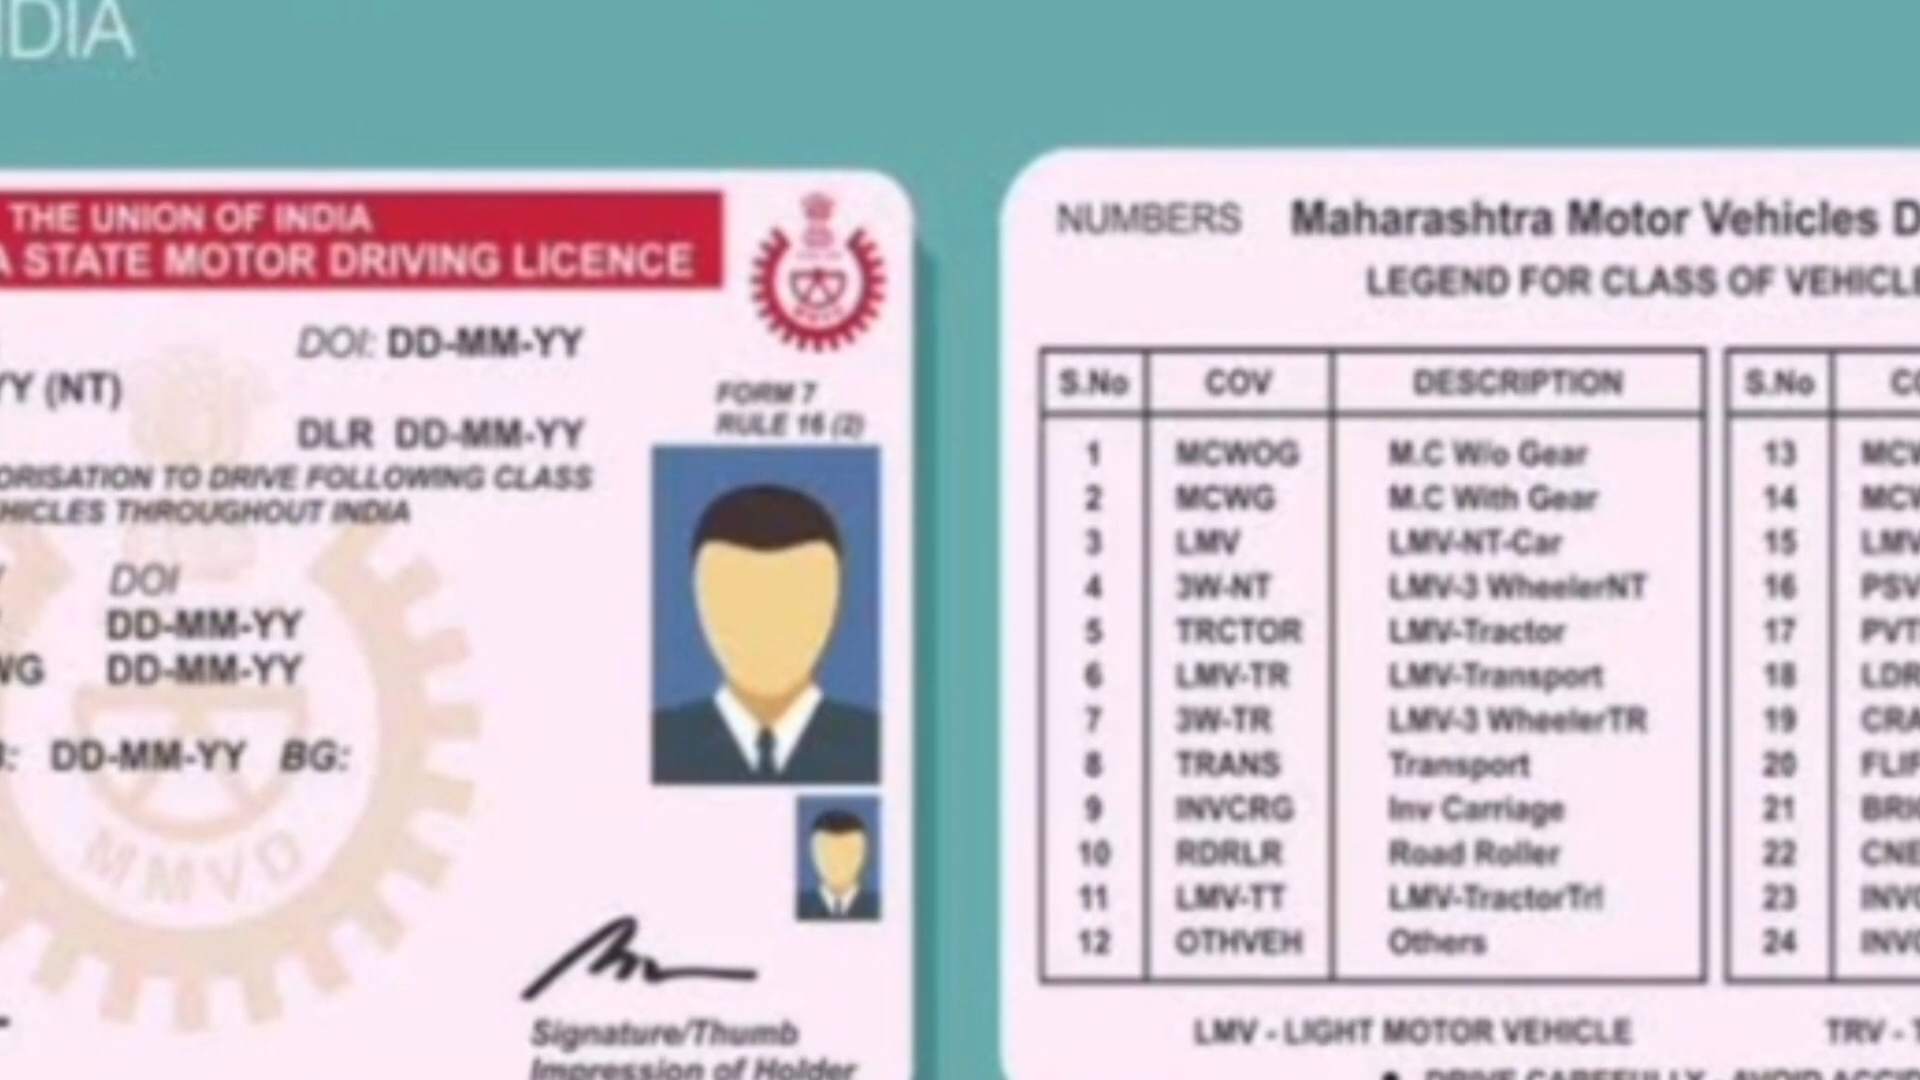 THE UNION OF INDIA
STATE MOTOR DRIVING LICENCE
DOI: DD-MM-YY
(NT)
DLR DD-MM-YY
TO DRIVE FOLLOWING CLASS
THROUGHOUT INDIA
DOI
DD-MM-YY
DD-MM-YY
DD-MM-YY BG:
MMVD
FORM 7
RULE 16 (2)
Signature/Thumb
Impression of Holder
NUMBERS Maharashtra Motor Vehicles
LEGEND FOR CLASS OF
S.No COV DESCRIPTION S.No
1 MCWOG M.C W/o Gear 13
2 MCWG M.C With Gear 14
3 LMV LMV-NT-Car 15
4 3W-NT LMV-3 WheelerNT 16
5 TRCTOR LMV-Tractor 17
6 LMV-TR LMV-Transport 18
7 3W-TR LMV-3 WheelerTR 19
8 TRANS Transport 20
9 INVCRG Inv Carriage 21
10 RDRLR Road Roller 22
11 LMV-TT LMV-TractorTrl 23
12 OTHVEH Others 24
LMV - LIGHT MOTOR VEHICLE TRV -